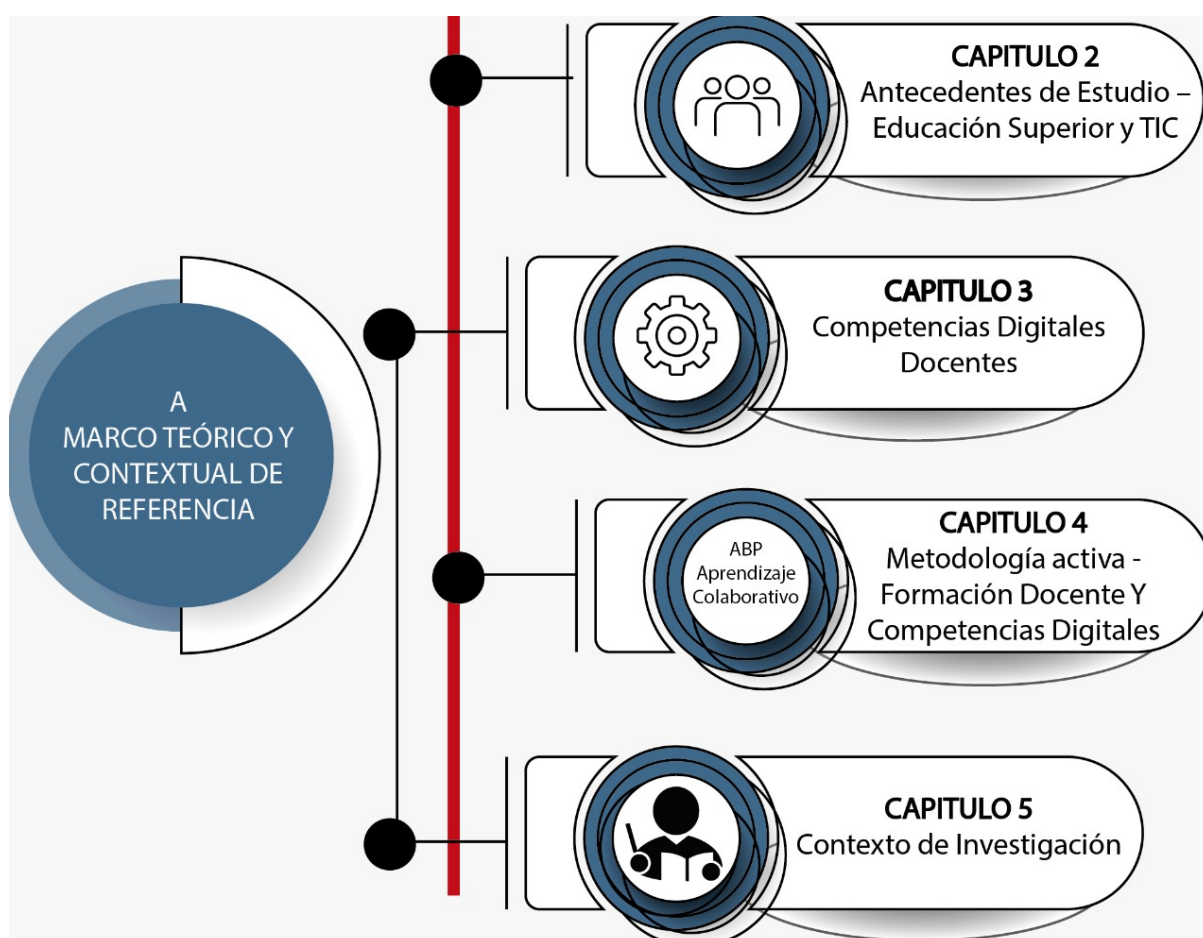 CAPITULO 2
Antecedentes de Estudio –
Educación Superior y TIC
CAPITULO 3
Competencias Digitales
Docentes
A
MARCO TEÓRICO Y
CONTEXTUAL DE
REFERENCIA
ABP
Aprendizaje
Colaborativo
CAPITULO 4
Metodología activa -
Formación Docente Y
Competencias Digitales
CAPITULO 5
Contexto de Investigación